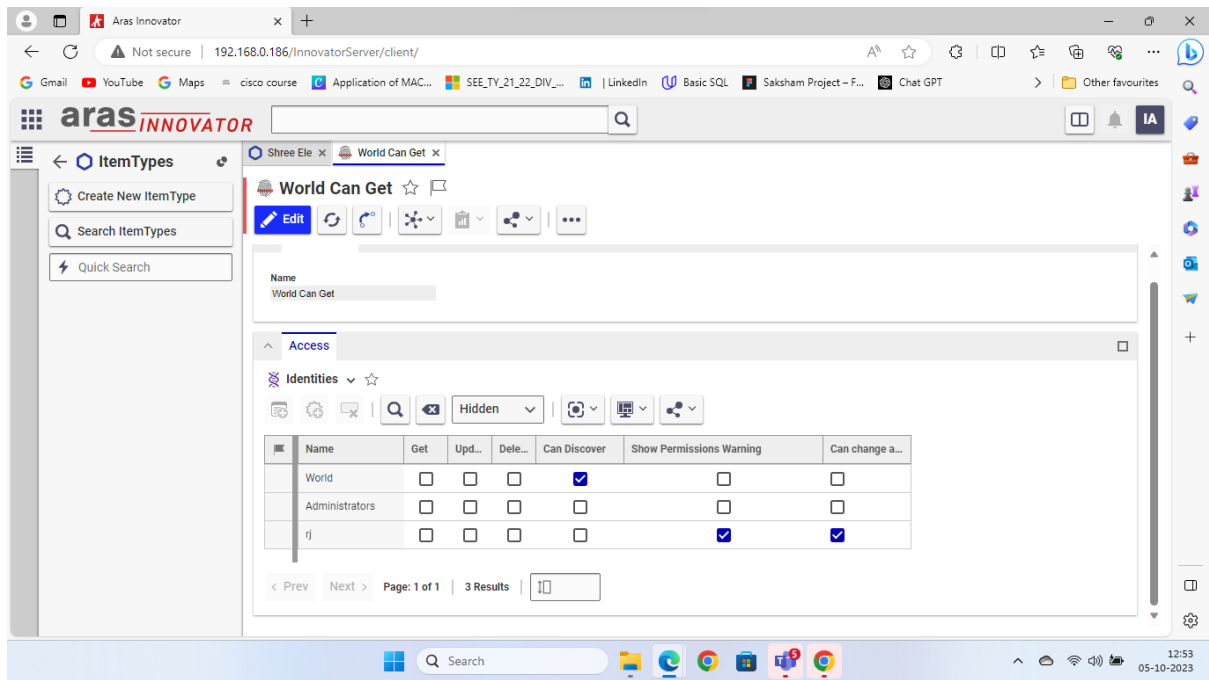 Aras Innovator
Not secure | 192.168.0.186/InnovatorServer/client/
Gmail YouTube Maps cisco course Application of MAC... SEE_TY_21_22_DIV_... | LinkedIn Basic SQL Saksham Project – F... Chat GPT Other favourites
aras INNOVATOR IA
ItemTypes
Create New ItemType
Search ItemTypes
Quick Search
Shree Ele World Can Get
World Can Get
Edit
Name
World Can Get
Access
Identities
Hidden
Name Get Upd... Dele... Can Discover Show Permissions Warning Can change a...
World
Administrators
rj
< Prev Next > Page: 1 of 1 | 3 Results
Search
5
12:53
05-10-2023